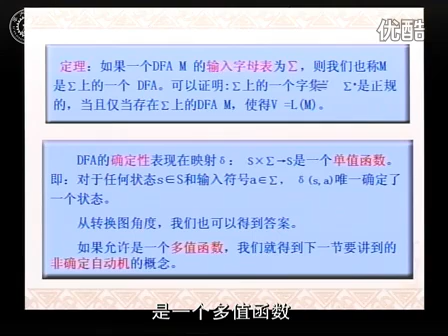 优酷
定理：如果一个DFA M 的输入字母表为∑，则我们也称M
是∑上的一个 DFA。可以证明:∑上的一个字集 ∑*是正规
的，当且仅当存在∑上的DFA M，使得V =L(M)。
DFA的确定性表现在映射δ： S×∑→S是一个单值函数。
即：对于任何状态s∈S和输入符号a∈∑， δ(s,a)唯一确定了
一个状态。
从转换图角度，我们也可以得到答案。
如果允许是一个多值函数，我们就得到下一节要讲到的
非确定自动机的概念。
是一个多值函数